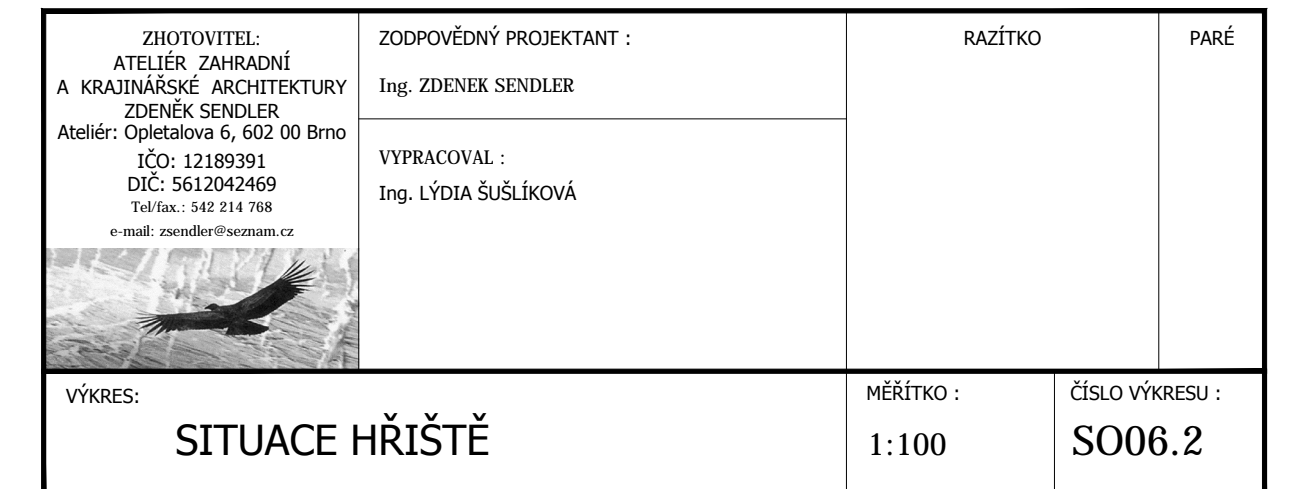 ZHOTOVITEL:
ATELIÉR ZAHRADNÍ
A KRAJINÁŘSKÉ ARCHITEKTURY
ZDENĚK SENDLER
Ateliér: Opletalova 6, 602 00 Brno
IČO: 12189391
DIČ: 5612042469
Tel/fax.: 542 214 768
e-mail: zsendler@seznam.cz
ZODPOVĚDNÝ PROJEKTANT :
Ing. ZDENEK SENDLER
VYPRACOVAL :
Ing. LÝDIA ŠUŠLÍKOVÁ
RAZÍTKO
PARÉ
VÝKRES:
SITUACE HŘIŠTĚ
MĚŘÍTKO :
1:100
ČÍSLO VÝKRESU :
SO06.2